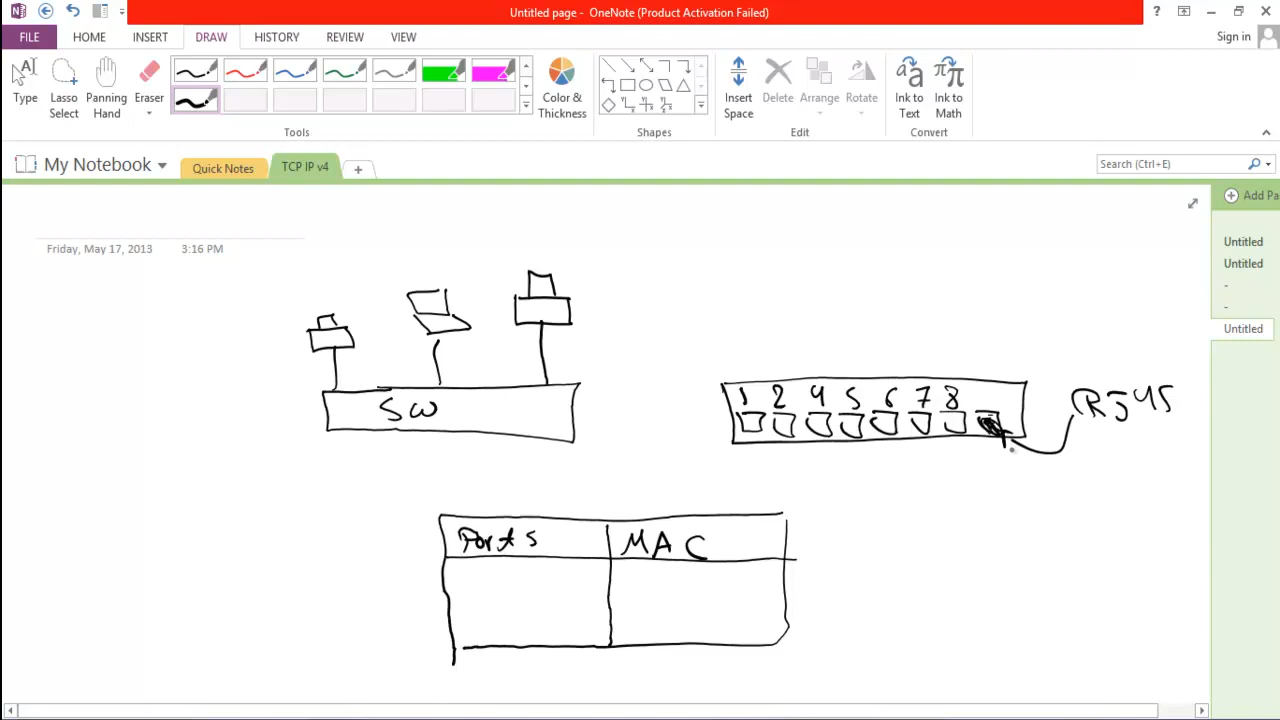 Untitled page - OneNote (Product Activation Failed)
Sign in
FILE HOME INSERT DRAW HISTORY REVIEW VIEW
Type
Lasso Select
Panning Hand
Eraser
Color & Thickness
Insert Space
Delete
Arrange
Rotate
Ink to Text
Ink to Math
Tools
Shapes
Edit
Convert
My Notebook
Quick Notes
TCP IP v4
Search (Ctrl+E)
Add Pa
Untitled
Untitled
-
-
Untitled
Friday, May 17, 2013 3:16 PM
SW
1 2 4 5 6 7 8
RJ45
Ports MAC